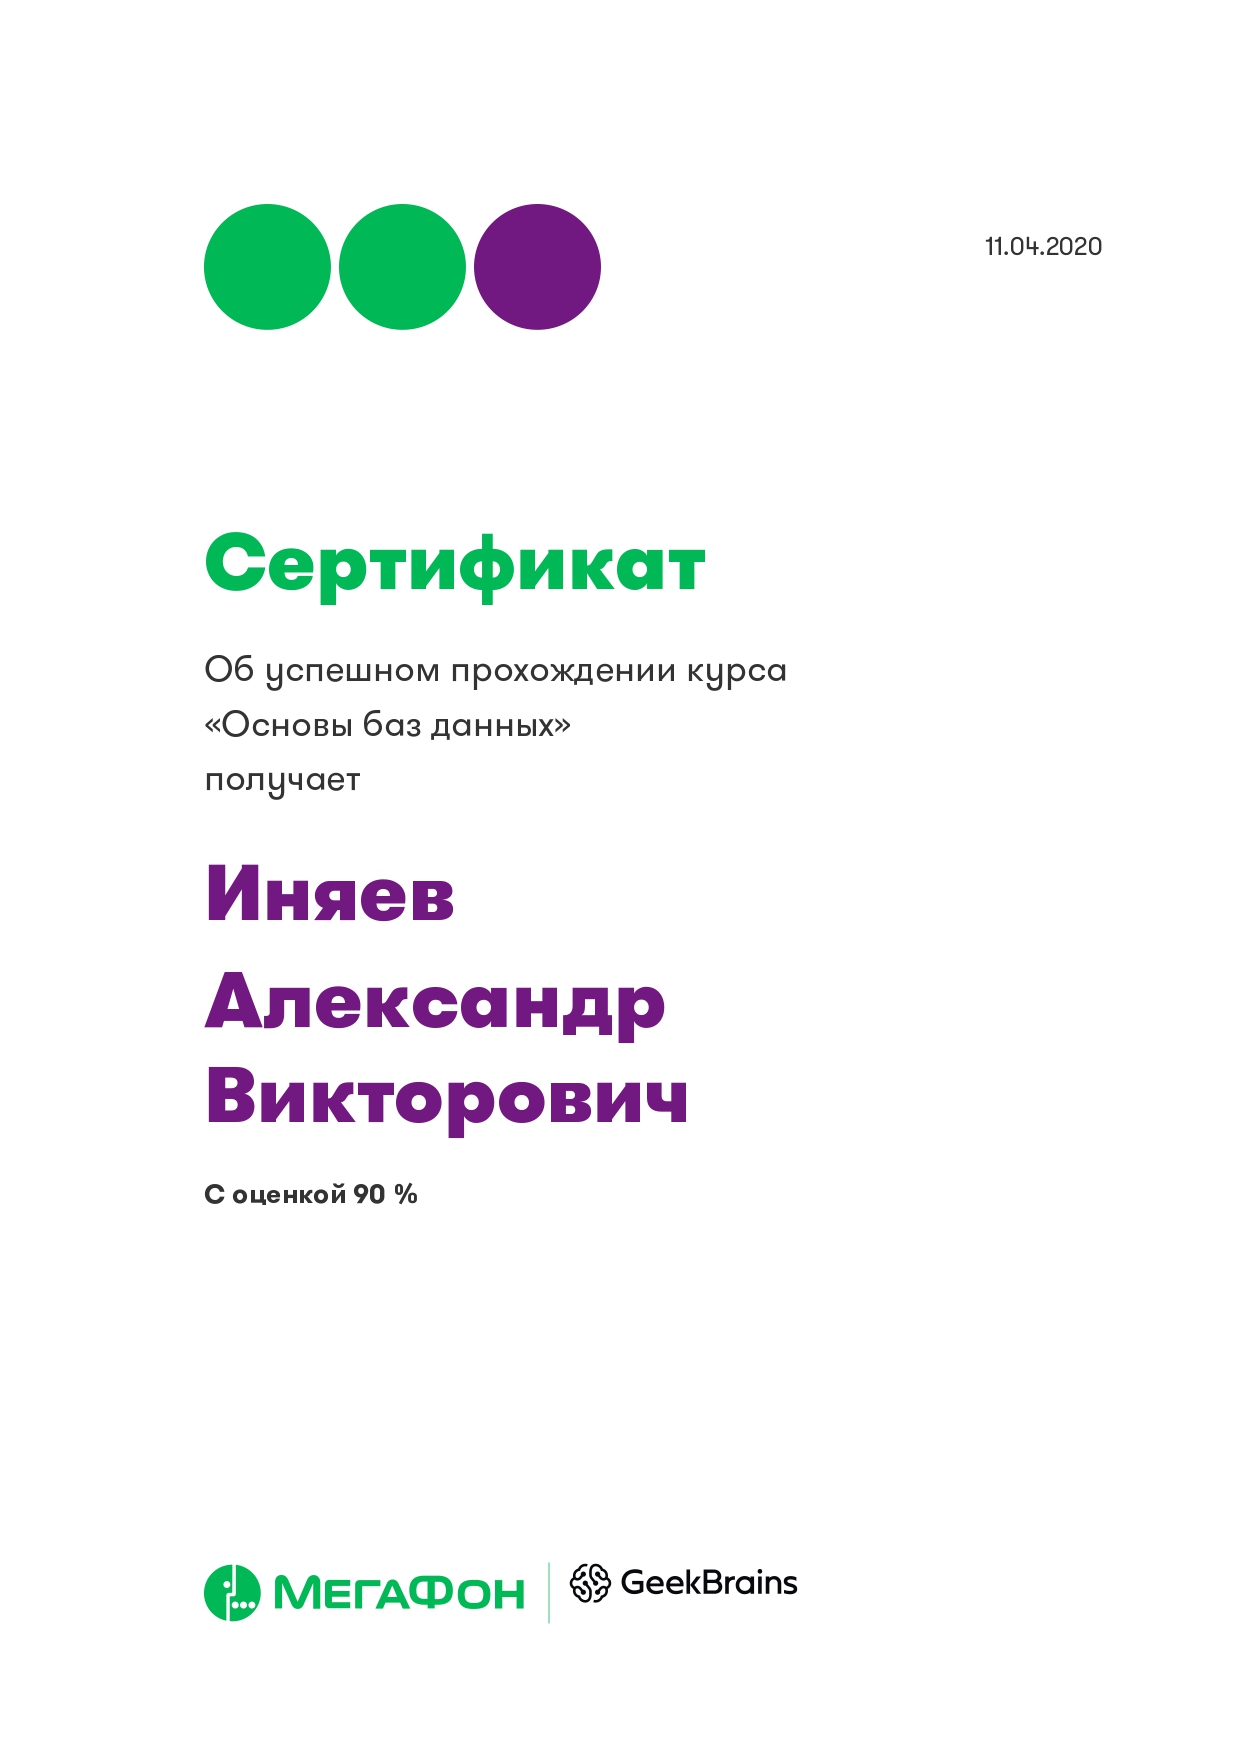 11.04.2020
Сертификат
Об успешном прохождении курса
«Основы баз данных»
получает
Иняев
Александр
Викторович
С оценкой 90 %
МЕГАФОН
GeekBrains